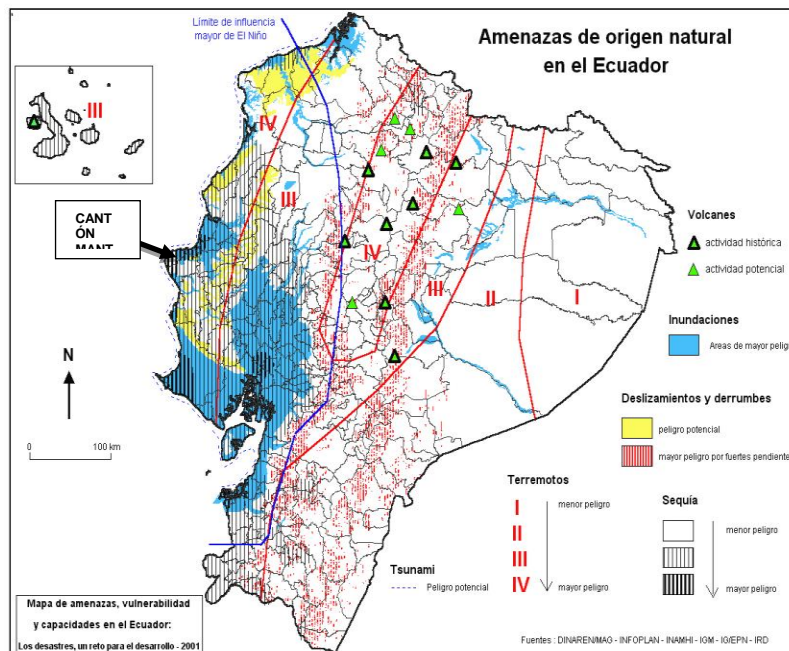 Límite de influencia
mayor de El Niño
Amenazas de origen natural
en el Ecuador
III
IV
III
CANT
ÓN
MANT
IV
III
II
I
N
0 100 km
Volcanes
actividad histórica
actividad potencial
Inundaciones
Areas de mayor peligro
Deslizamientos y derrumbes
peligro potencial
mayor peligro por fuertes pendiente
Terremotos
I menor peligro
II
III
IV mayor peligro
Sequía
menor peligro
mayor peligro
Tsunami
Peligro potencial
Mapa de amenazas, vulnerabilidad
y capacidades en el Ecuador:
Los desastres, un reto para el desarrollo - 2001
Fuentes : DINAREN/MAG - INFOPLAN - INAMHI - IGM - IG/EPN - IRD